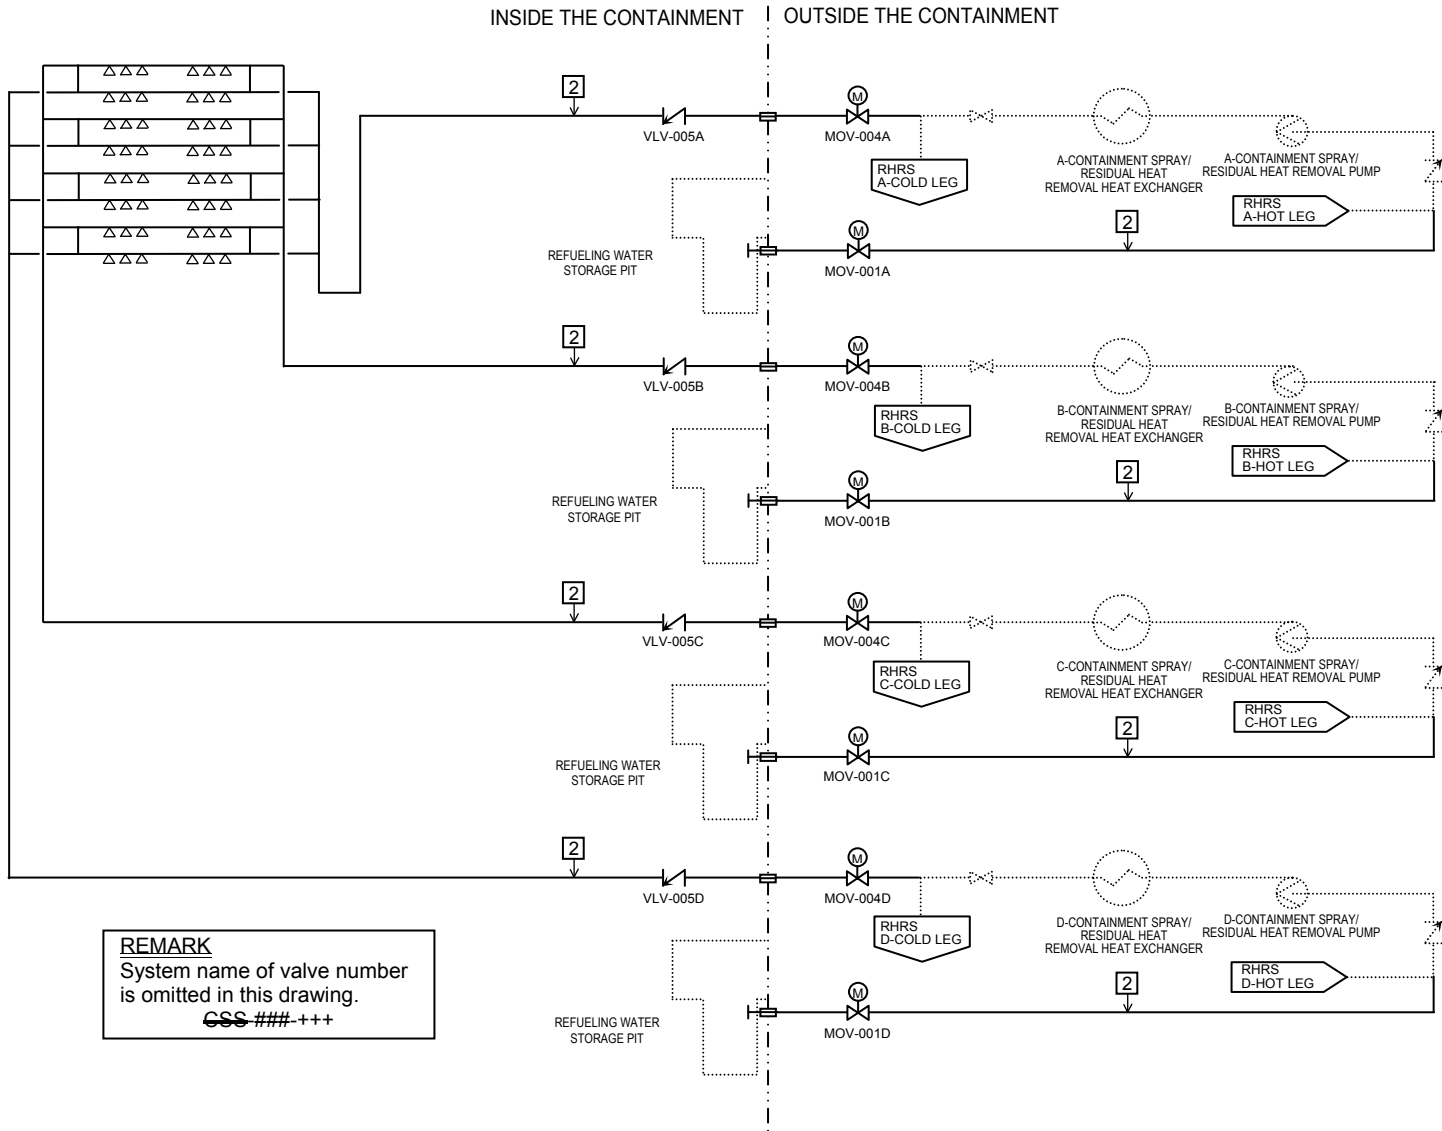 INSIDE THE CONTAINMENT
OUTSIDE THE CONTAINMENT
2
VLV-005A
M
MOV-004A
RHRS
A-COLD LEG
A-CONTAINMENT SPRAY/
RESIDUAL HEAT
REMOVAL HEAT EXCHANGER
A-CONTAINMENT SPRAY/
RESIDUAL HEAT REMOVAL PUMP
RHRS
A-HOT LEG
REFUELING WATER
STORAGE PIT
M
MOV-001A
2
2
VLV-005B
M
MOV-004B
RHRS
B-COLD LEG
B-CONTAINMENT SPRAY/
RESIDUAL HEAT
REMOVAL HEAT EXCHANGER
B-CONTAINMENT SPRAY/
RESIDUAL HEAT REMOVAL PUMP
RHRS
B-HOT LEG
REFUELING WATER
STORAGE PIT
M
MOV-001B
2
2
VLV-005C
M
MOV-004C
RHRS
C-COLD LEG
C-CONTAINMENT SPRAY/
RESIDUAL HEAT
REMOVAL HEAT EXCHANGER
C-CONTAINMENT SPRAY/
RESIDUAL HEAT REMOVAL PUMP
RHRS
C-HOT LEG
REFUELING WATER
STORAGE PIT
M
MOV-001C
2
2
VLV-005D
M
MOV-004D
RHRS
D-COLD LEG
D-CONTAINMENT SPRAY/
RESIDUAL HEAT
REMOVAL HEAT EXCHANGER
D-CONTAINMENT SPRAY/
RESIDUAL HEAT REMOVAL PUMP
RHRS
D-HOT LEG
REFUELING WATER
STORAGE PIT
M
MOV-001D
2
REMARK
System name of valve number
is omitted in this drawing.
CSS-###-+++